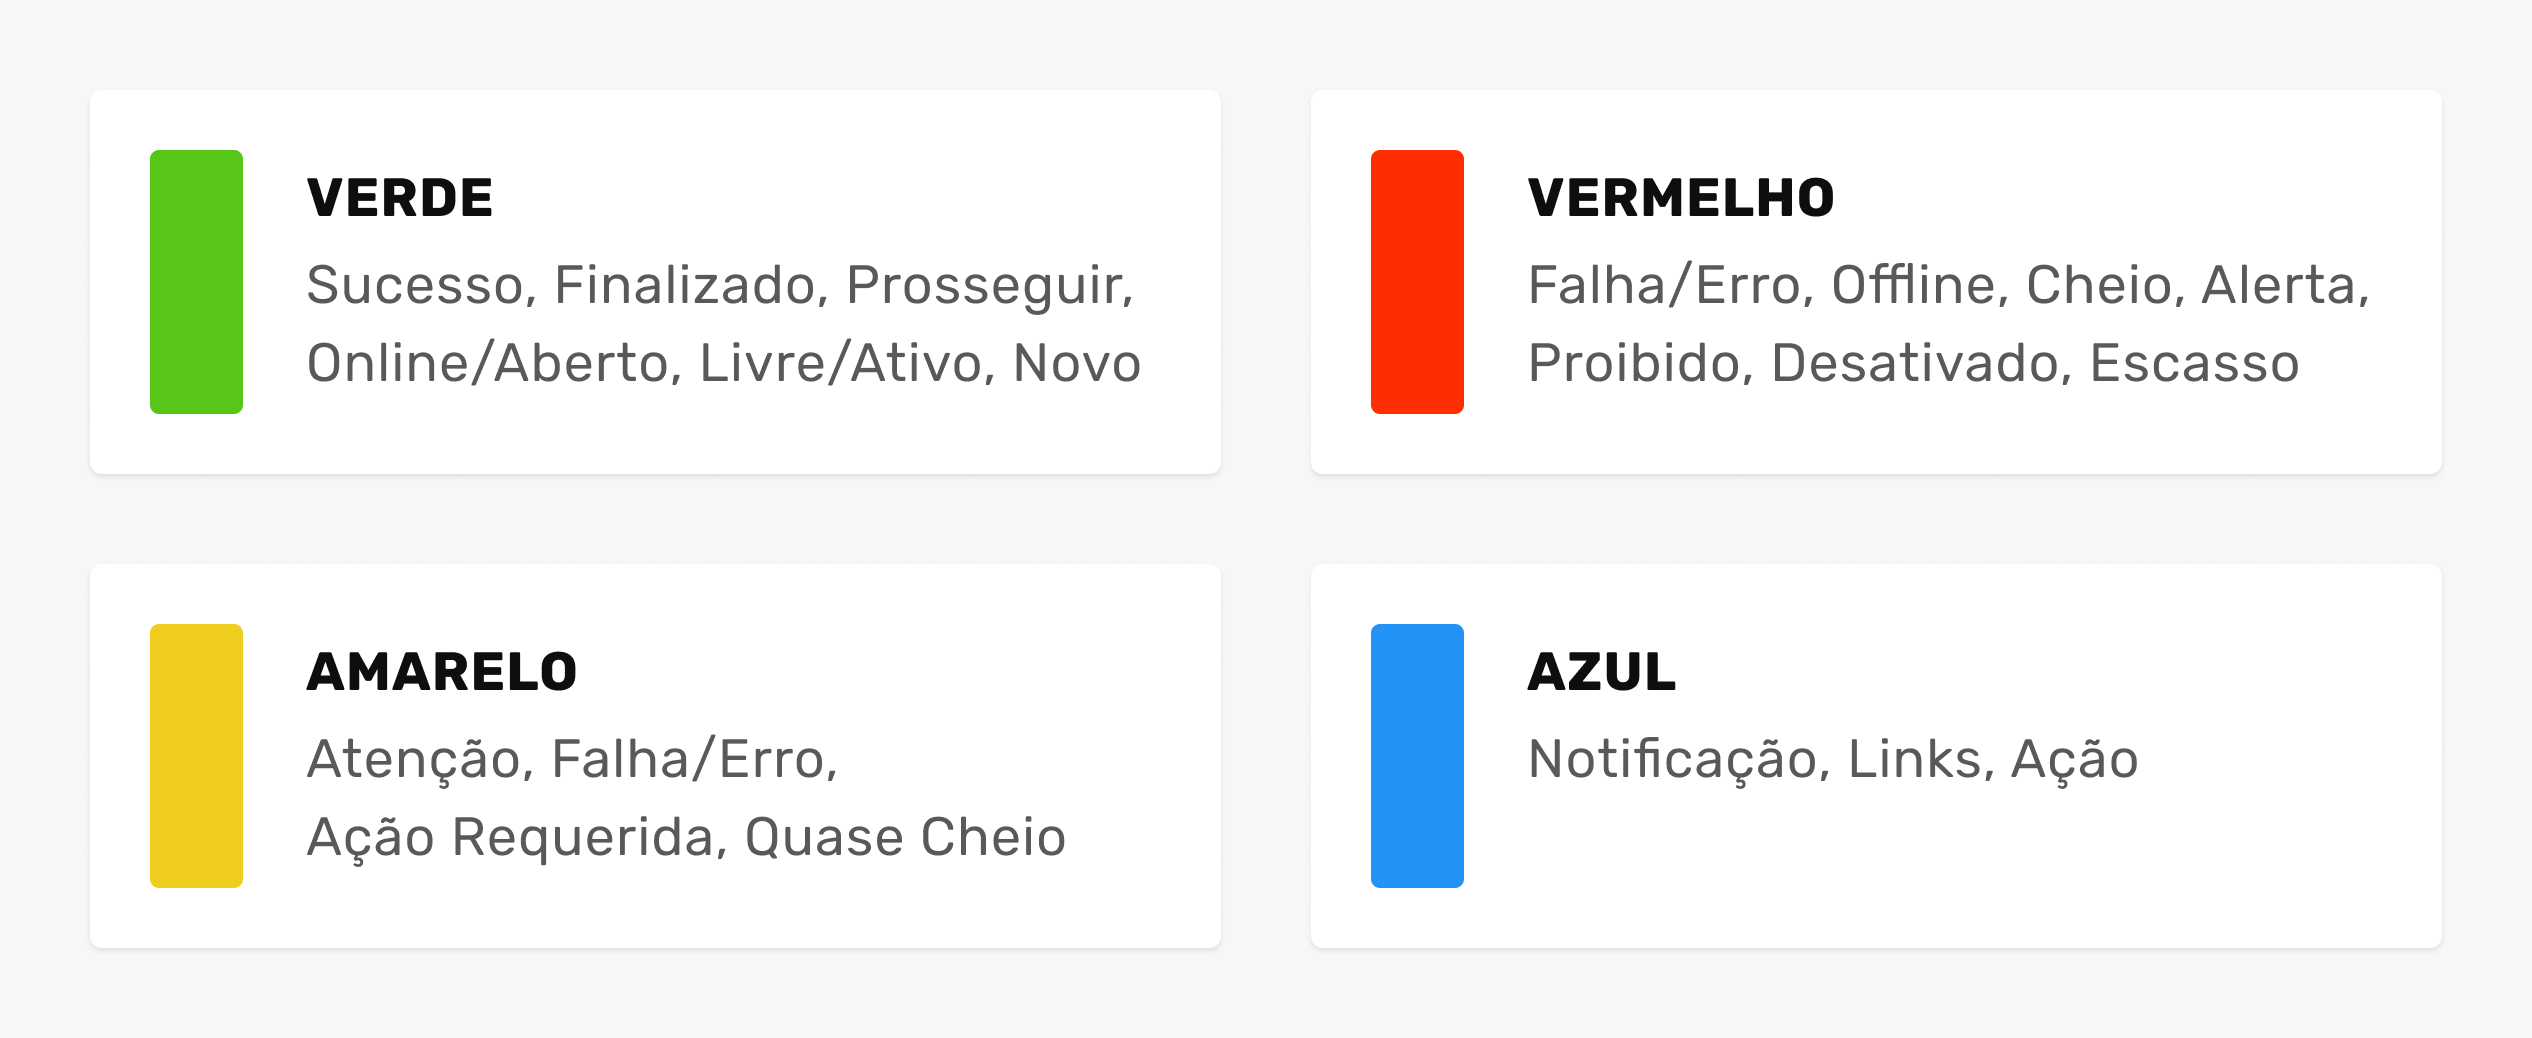 VERDE
Sucesso, Finalizado, Prosseguir,
Online/Aberto, Livre/Ativo, Novo
VERMELHO
Falha/Erro, Offline, Cheio, Alerta,
Proibido, Desativado, Escasso
AMARELO
Atenção, Falha/Erro,
Ação Requerida, Quase Cheio
AZUL
Notificação, Links, Ação